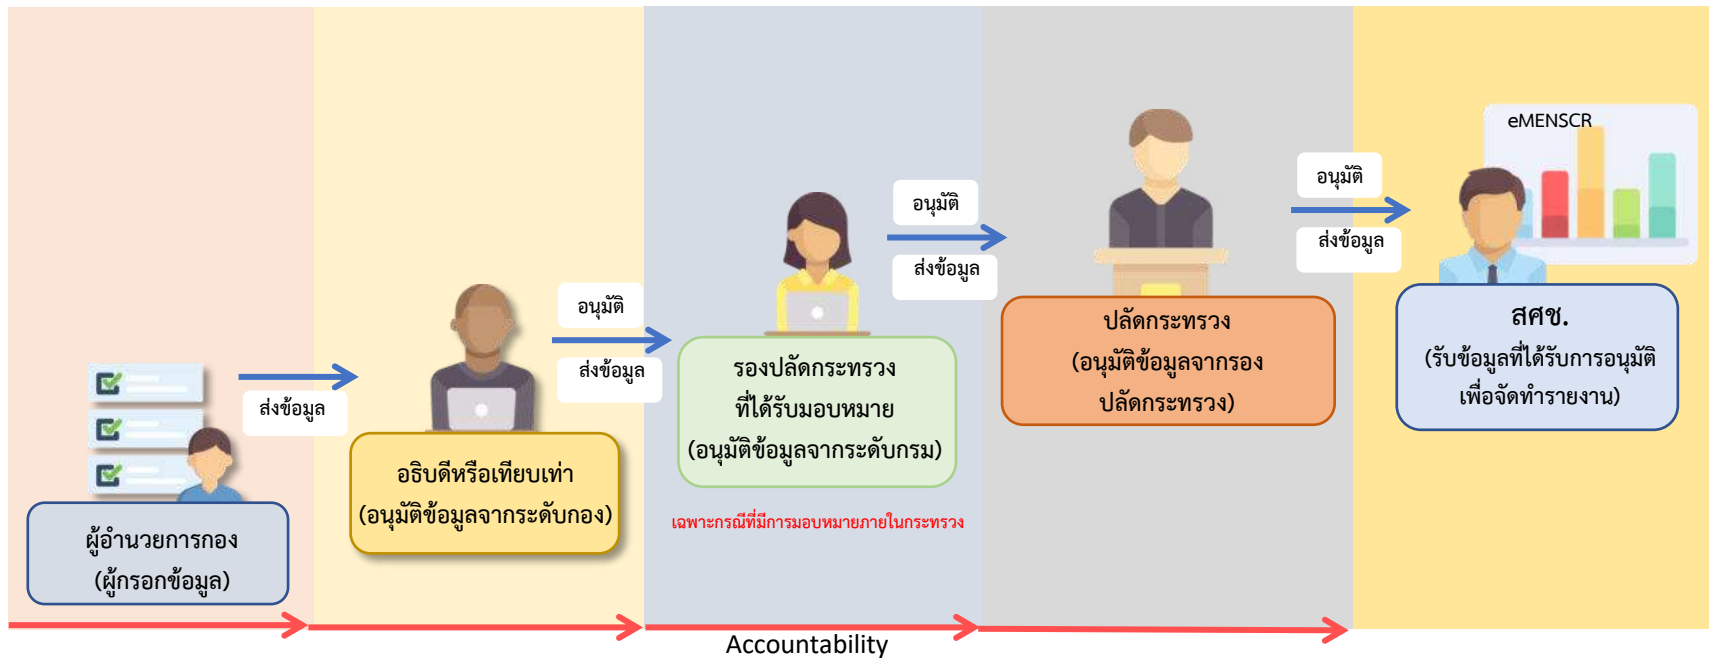 ส่งข้อมูล
ผู้อำนวยการกอง
(ผู้กรอกข้อมูล)
อนุมัติ
ส่งข้อมูล
อธิบดีหรือเทียบเท่า
(อนุมัติข้อมูลจากระดับกอง)
อนุมัติ
ส่งข้อมูล
รองปลัดกระทรวง
ที่ได้รับมอบหมาย
(อนุมัติข้อมูลจากระดับกรม)
เฉพาะกรณีที่มีการมอบหมายภายในกระทรวง
อนุมัติ
ส่งข้อมูล
ปลัดกระทรวง
(อนุมัติข้อมูลจากรอง
ปลัดกระทรวง)
eMENSCR
สศช.
(รับข้อมูลที่ได้รับการอนุมัติ
เพื่อจัดทำรายงาน)
Accountability